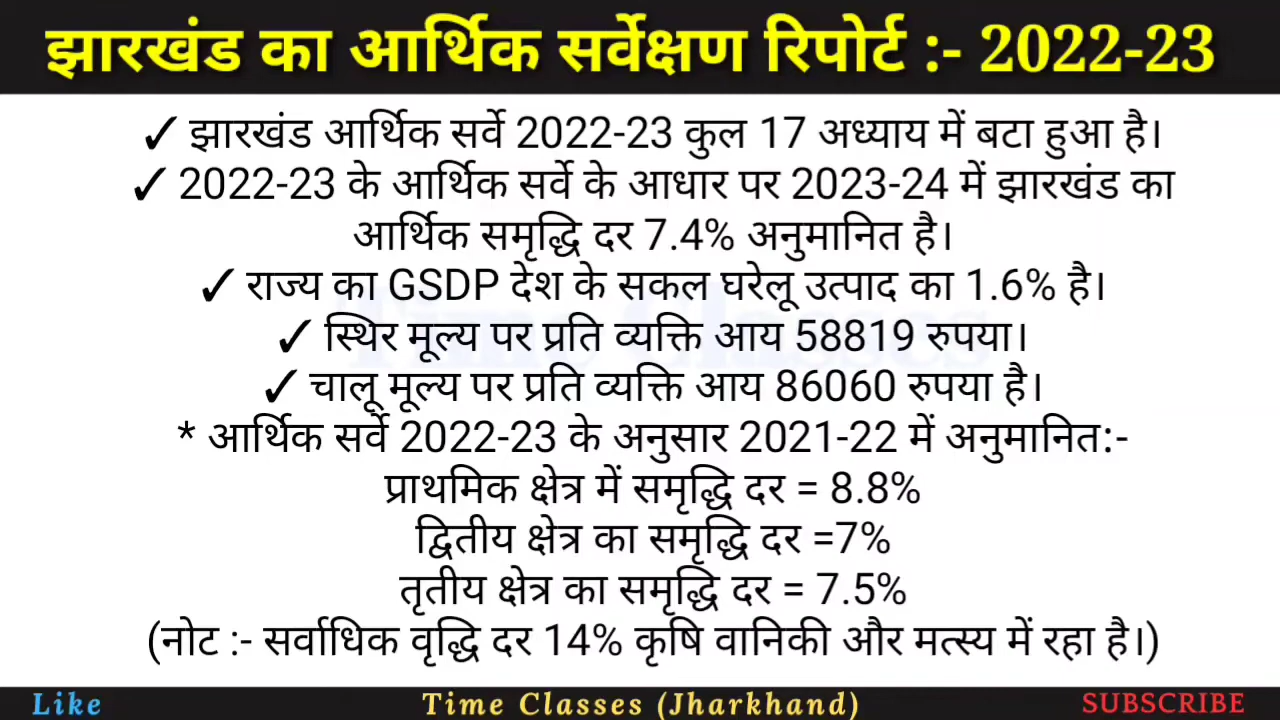 झारखंड का आर्थिक सर्वेक्षण रिपोर्ट :- 2022-23
✓ झारखंड आर्थिक सर्वे 2022-23 कुल 17 अध्याय में बटा हुआ है।
✓ 2022-23 के आर्थिक सर्वे के आधार पर 2023-24 में झारखंड का
आर्थिक समृद्धि दर 7.4% अनुमानित है।
✓ राज्य का GSDP देश के सकल घरेलू उत्पाद का 1.6% है।
✓ स्थिर मूल्य पर प्रति व्यक्ति आय 58819 रुपया।
✓ चालू मूल्य पर प्रति व्यक्ति आय 86060 रुपया है।
* आर्थिक सर्वे 2022-23 के अनुसार 2021-22 में अनुमानित:-
प्राथमिक क्षेत्र में समृद्धि दर = 8.8%
द्वितीय क्षेत्र का समृद्धि दर =7%
तृतीय क्षेत्र का समृद्धि दर = 7.5%
(नोट :- सर्वाधिक वृद्धि दर 14% कृषि वानिकी और मत्स्य में रहा है।)
Time Classes
Like Time Classes (Jharkhand) SUBSCRIBE